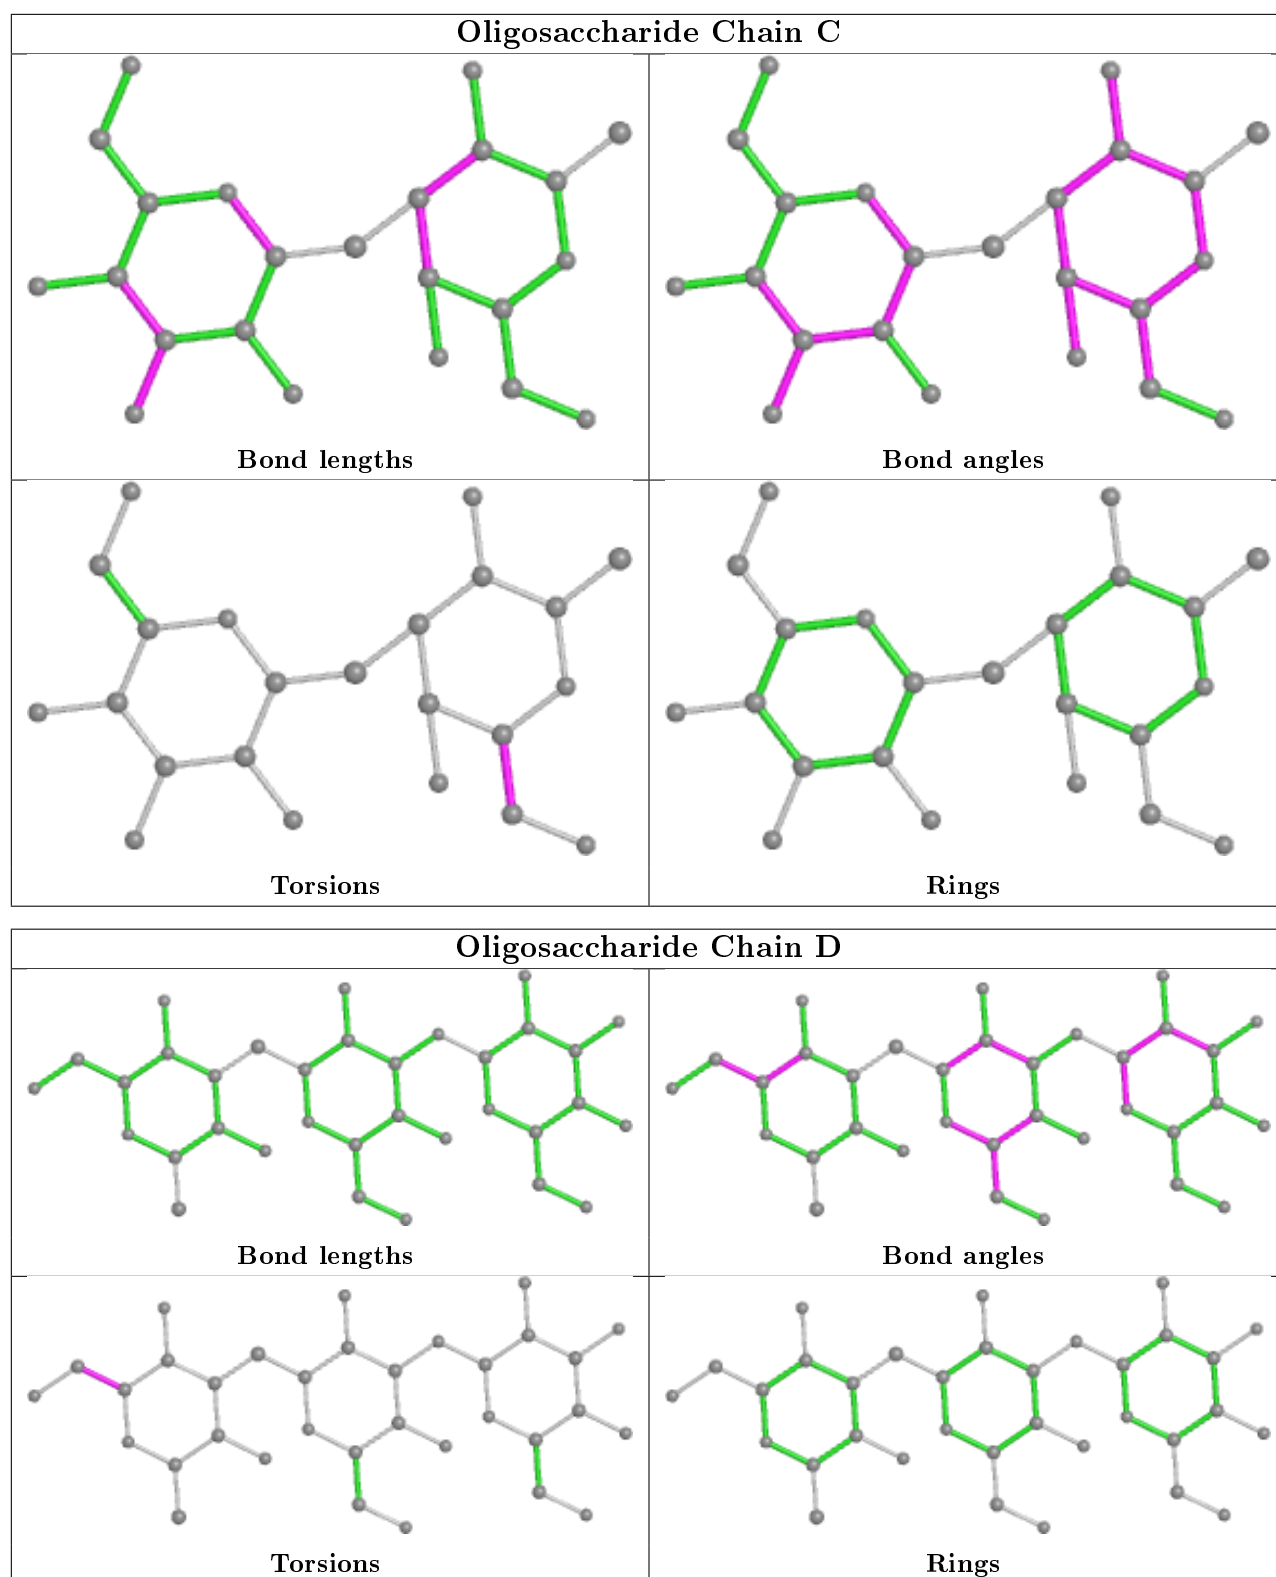 Oligosaccharide Chain C
Bond lengths
Bond angles
Torsions
Rings
Oligosaccharide Chain D
Bond lengths
Bond angles
Torsions
Rings